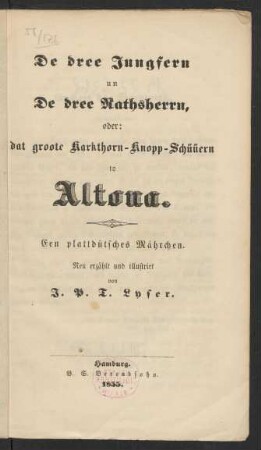 De dree Jungfern
un
De dree Rathsherrn,
oder:
dat groote Karkthorn-Knopp-Schüüern
to
Altona.
Een plattdütsches Mährchen.
Neu erzählt und illustrirt
von
J. P. T. Lyser.
Hamburg.
B. S. Berendsohn.
1855.